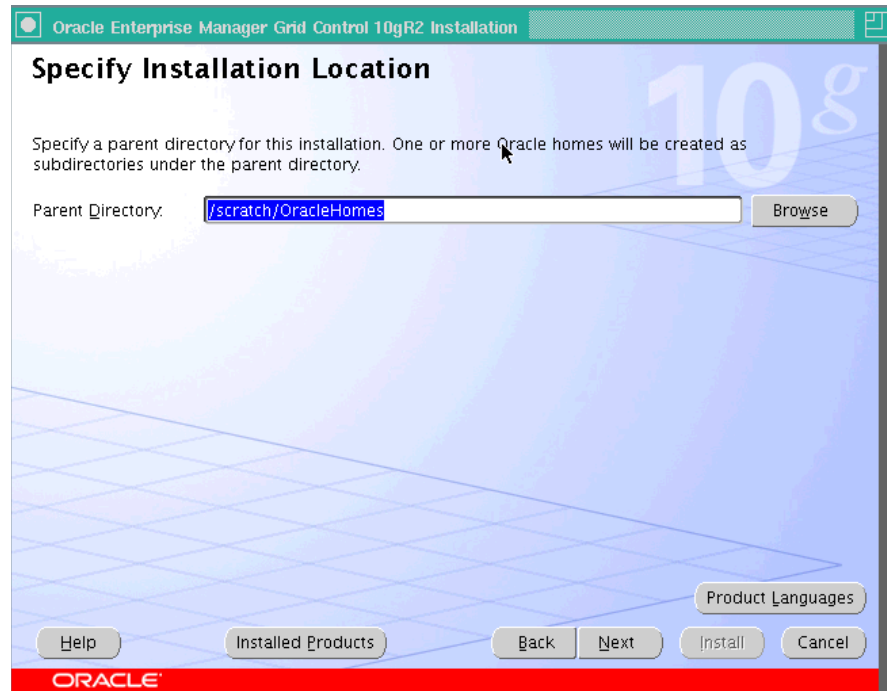 Oracle Enterprise Manager Grid Control 10gR2 Installation
Specify Installation Location
10g
Specify a parent directory for this installation. One or more Oracle homes will be created as
subdirectories under the parent directory.
Parent Directory: /scratch/OracleHomes Browse
Product Languages
Help Installed Products Back Next Install Cancel
ORACLE